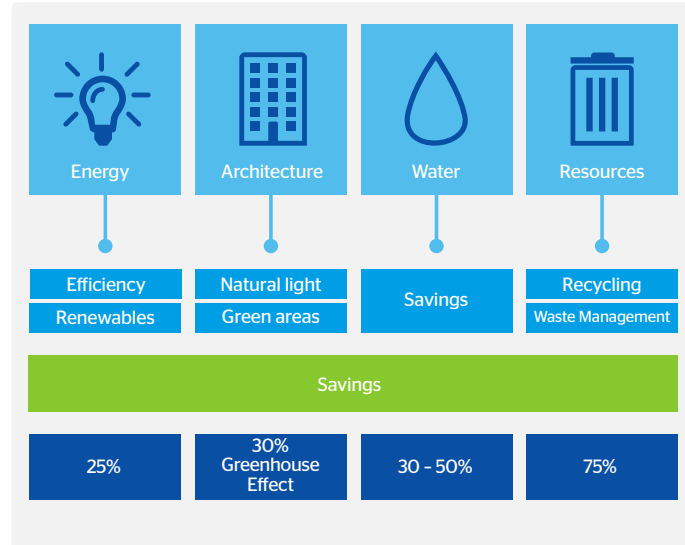 Energy
Architecture
Water
Resources
Efficiency
Natural light
Savings
Recycling
Renewables
Green areas
Waste Management
Savings
25%
30%
Greenhouse
Effect
30 - 50%
75%